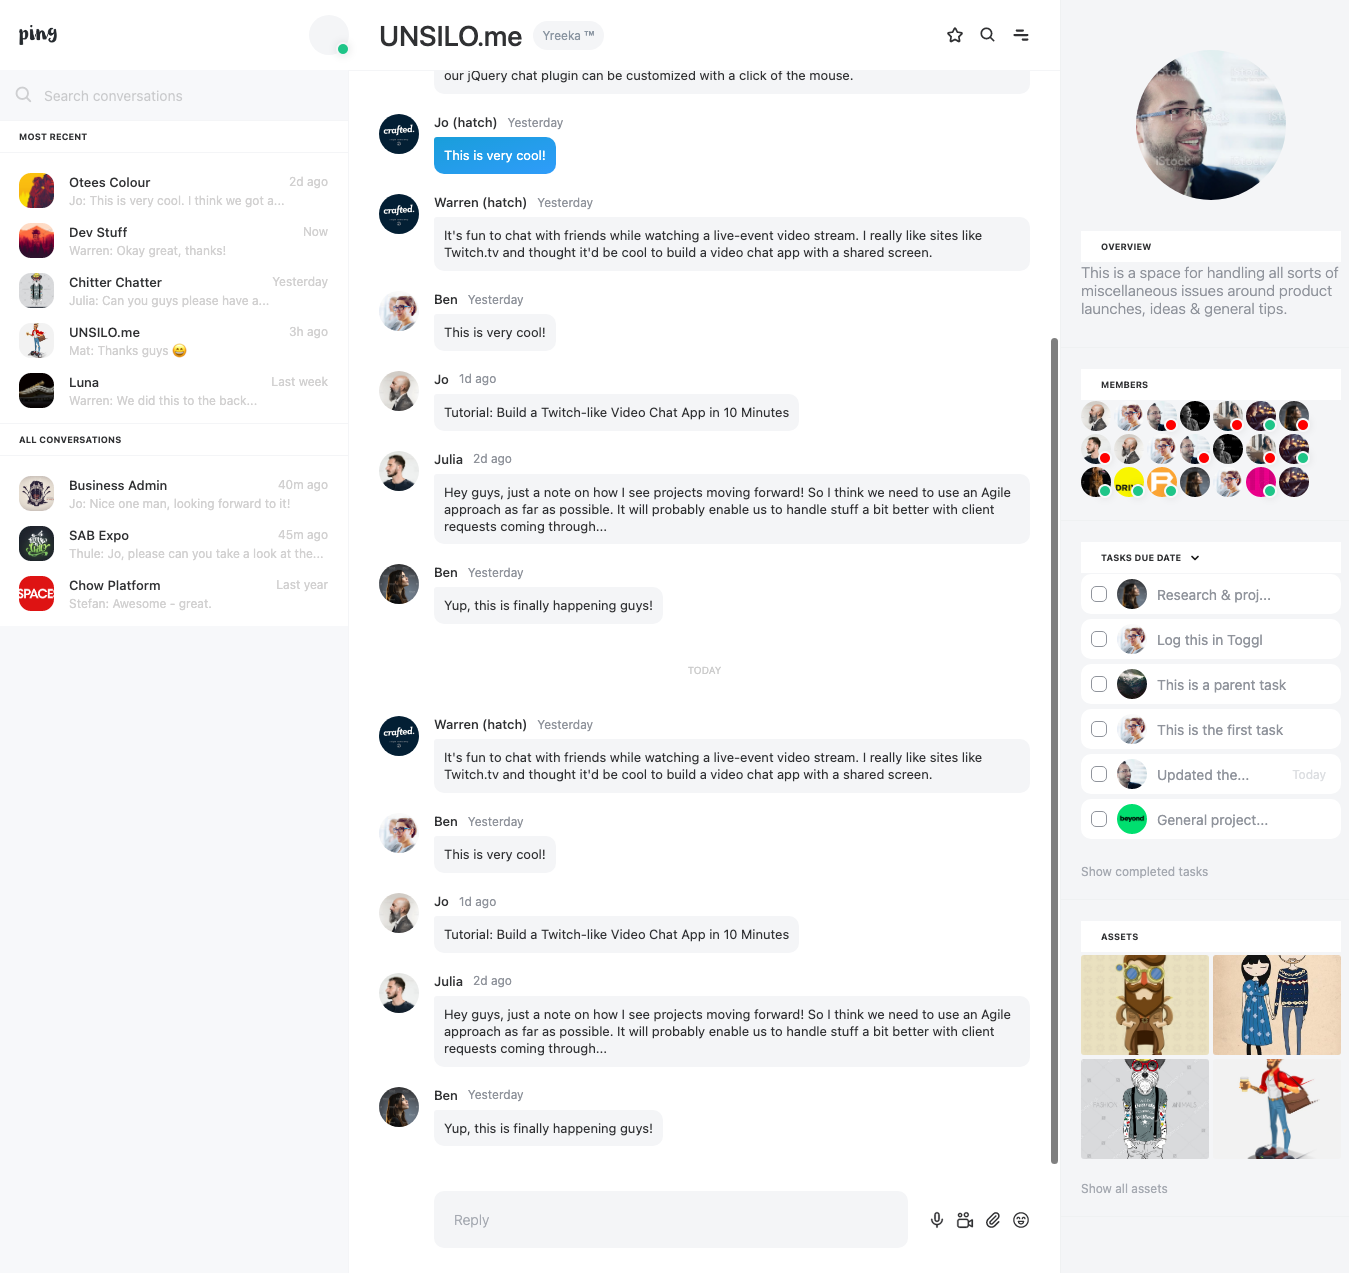 ping
Search conversations
MOST RECENT
Otees Colour 2d ago
Jo: This is very cool. I think we got a...
Dev Stuff Now
Warren: Okay great, thanks!
Chitter Chatter Yesterday
Julia: Can you guys please have a...
UNSILO.me 3h ago
Mat: Thanks guys 😄
Luna Last week
Warren: We did this to the back...
ALL CONVERSATIONS
Business Admin 40m ago
Jo: Nice one man, looking forward to it!
SAB Expo 45m ago
Thule: Jo, please can you take a look at the...
SPACE
Chow Platform Last year
Stefan: Awesome - great.
UNSILO.me Yreeka ™
our jQuery chat plugin can be customized with a click of the mouse.
crafted.
Jo (hatch) Yesterday
This is very cool!
crafted.
Warren (hatch) Yesterday
It's fun to chat with friends while watching a live-event video stream. I really like sites like
Twitch.tv and thought it'd be cool to build a video chat app with a shared screen.
Ben Yesterday
This is very cool!
Jo 1d ago
Tutorial: Build a Twitch-like Video Chat App in 10 Minutes
Julia 2d ago
Hey guys, just a note on how I see projects moving forward! So I think we need to use an Agile
approach as far as possible. It will probably enable us to handle stuff a bit better with client
requests coming through...
Ben Yesterday
Yup, this is finally happening guys!
TODAY
crafted.
Warren (hatch) Yesterday
It's fun to chat with friends while watching a live-event video stream. I really like sites like
Twitch.tv and thought it'd be cool to build a video chat app with a shared screen.
Ben Yesterday
This is very cool!
Jo 1d ago
Tutorial: Build a Twitch-like Video Chat App in 10 Minutes
Julia 2d ago
Hey guys, just a note on how I see projects moving forward! So I think we need to use an Agile
approach as far as possible. It will probably enable us to handle stuff a bit better with client
requests coming through...
Ben Yesterday
Yup, this is finally happening guys!
Reply
iStock
OVERVIEW
This is a space for handling all sorts of
miscellaneous issues around product
launches, ideas & general tips.
MEMBERS
TASKS DUE DATE
Research & proj...
Log this in Toggl
This is a parent task
This is the first task
Updated the... Today
beyond
General project...
Show completed tasks
ASSETS
FASHION ANIMALS
Show all assets